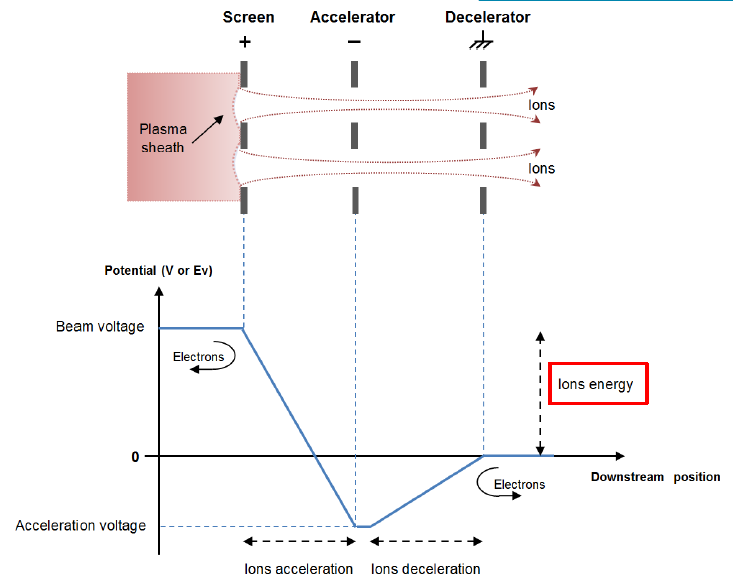 Screen Accelerator Decelerator
+ −
Ions
Plasma
sheath
Ions
Potential (V or Ev)
Beam voltage
Electrons
Ions energy
0
Downstream position
Electrons
Acceleration voltage
Ions acceleration Ions deceleration